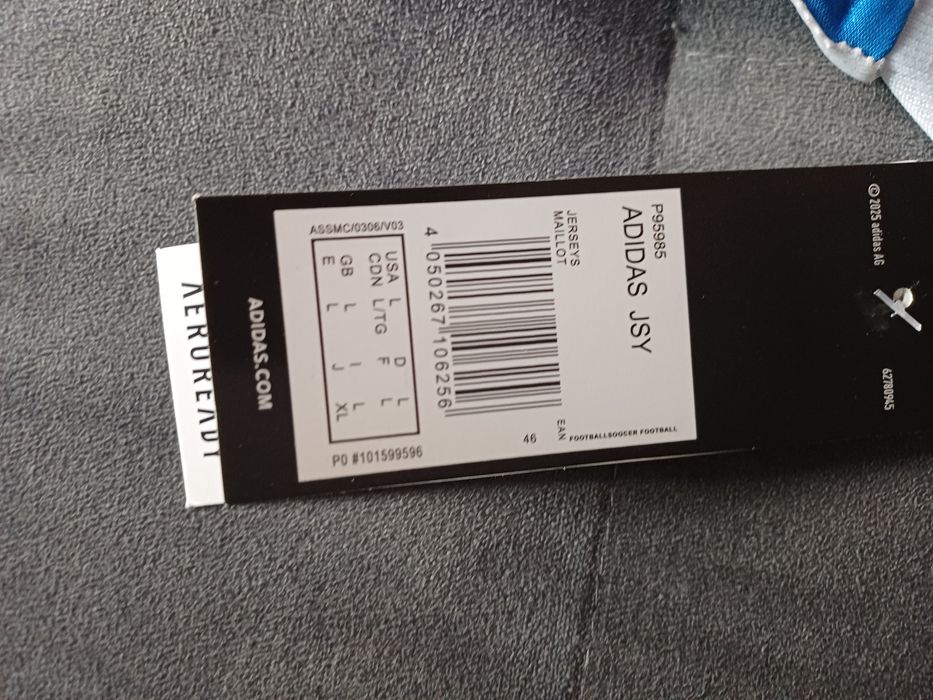 © 2025 adidas AG
62780945
P95985
ADIDAS JSY
FOOTBALL&SOCCER FOOTBALL
JERSEYS
MAILLOT
EAN
46
4 050267 106256
USA L D L
CDN L/TG F L
GB L I L
E L J XL
ASSMC/0306/V03
PO #101599596
ADIDAS.COM
AEROREADY